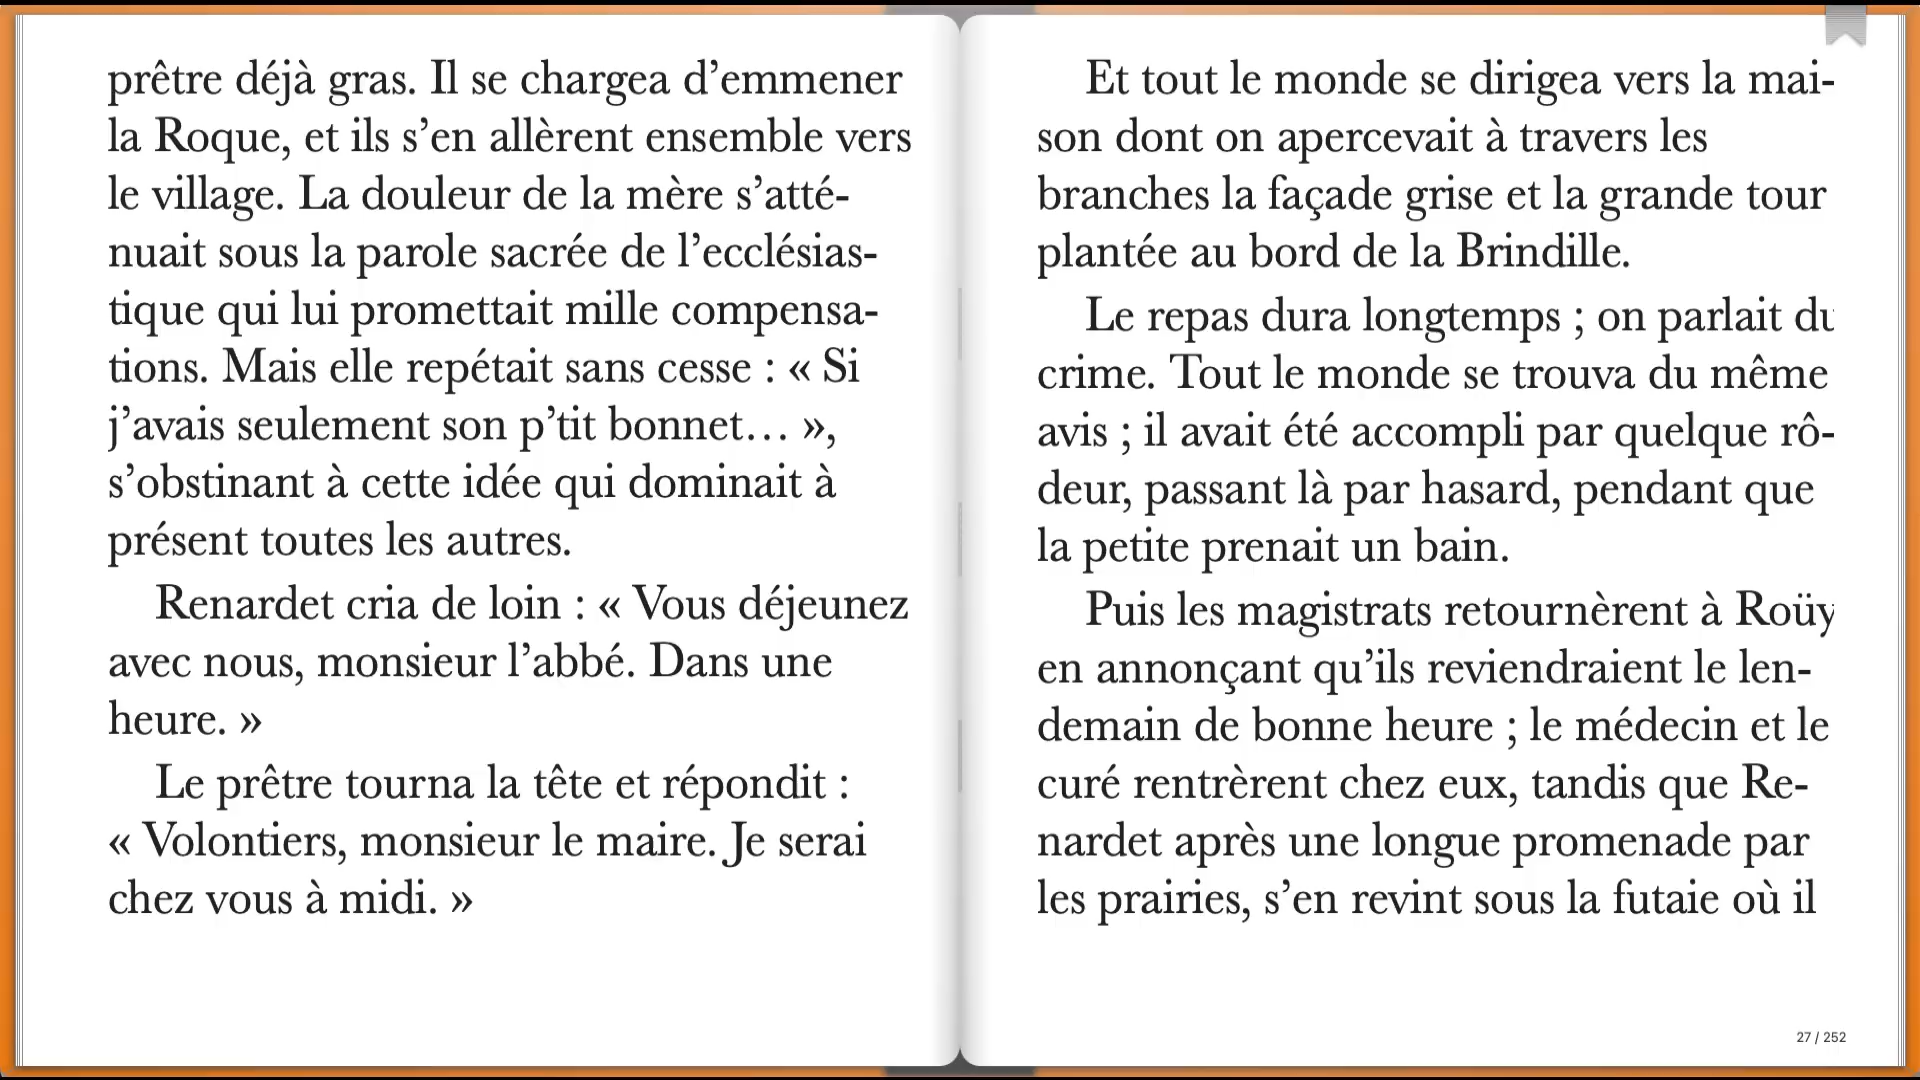 prêtre déjà gras. Il se chargea d’emmener
la Roque, et ils s’en allèrent ensemble vers
le village. La douleur de la mère s’atté-
nuait sous la parole sacrée de l’ecclésias-
tique qui lui promettait mille compensa-
tions. Mais elle repétait sans cesse : « Si
j’avais seulement son p’tit bonnet… »,
s’obstinant à cette idée qui dominait à
présent toutes les autres.
Renardet cria de loin : « Vous déjeunez
avec nous, monsieur l’abbé. Dans une
heure. »
Le prêtre tourna la tête et répondit :
« Volontiers, monsieur le maire. Je serai
chez vous à midi. »
Et tout le monde se dirigea vers la mai-
son dont on apercevait à travers les
branches la façade grise et la grande tour
plantée au bord de la Brindille.
Le repas dura longtemps ; on parlait du
crime. Tout le monde se trouva du même
avis ; il avait été accompli par quelque rô-
deur, passant là par hasard, pendant que
la petite prenait un bain.
Puis les magistrats retournèrent à Roüy
en annonçant qu’ils reviendraient le len-
demain de bonne heure ; le médecin et le
curé rentrèrent chez eux, tandis que Re-
nardet après une longue promenade par
les prairies, s’en revint sous la futaie où il
27 / 252